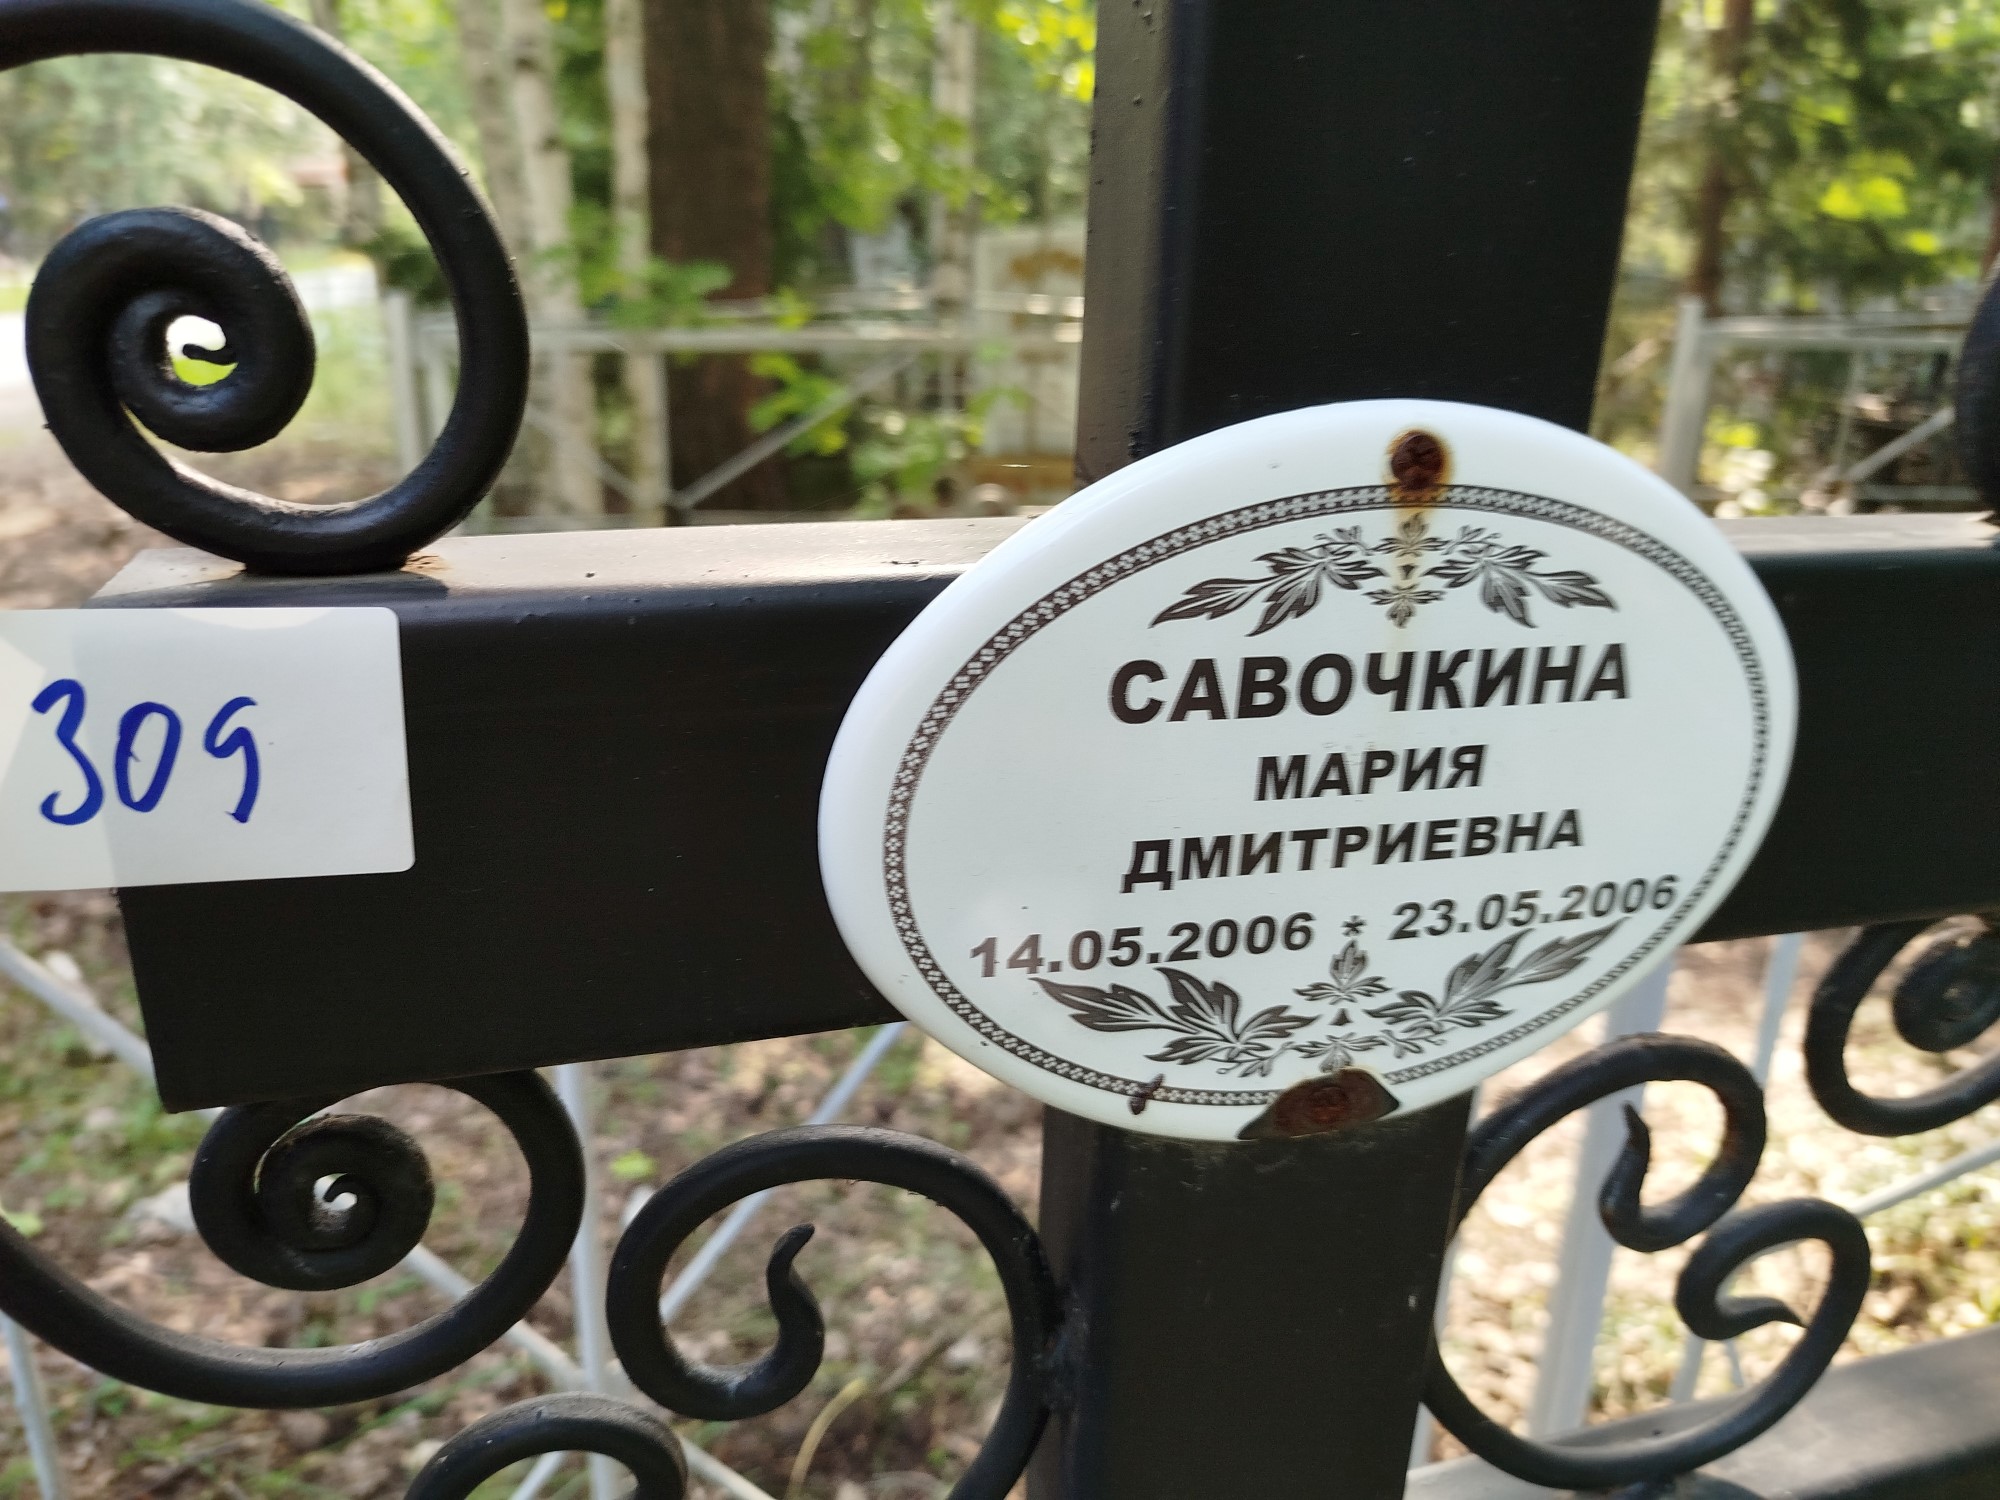 309
САВОЧКИНА
МАРИЯ
ДМИТРИЕВНА
14.05.2006 * 23.05.2006